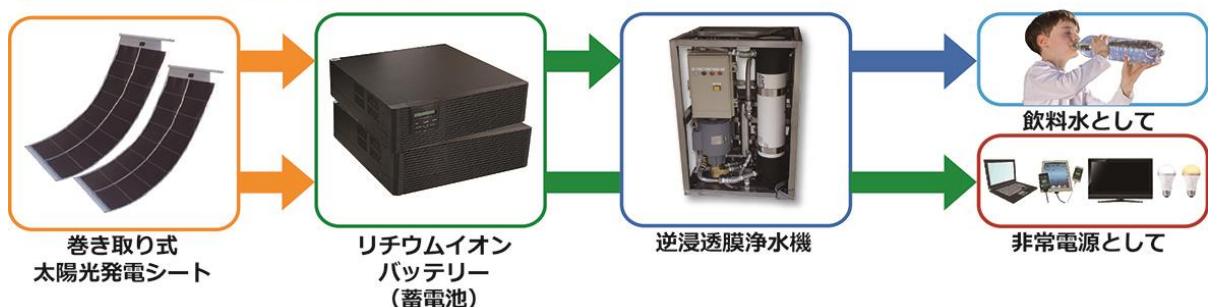 巻き取り式
太陽光発電シート
リチウムイオン
バッテリー
（蓄電池）
逆浸透膜浄水機
飲料水として
非常電源として